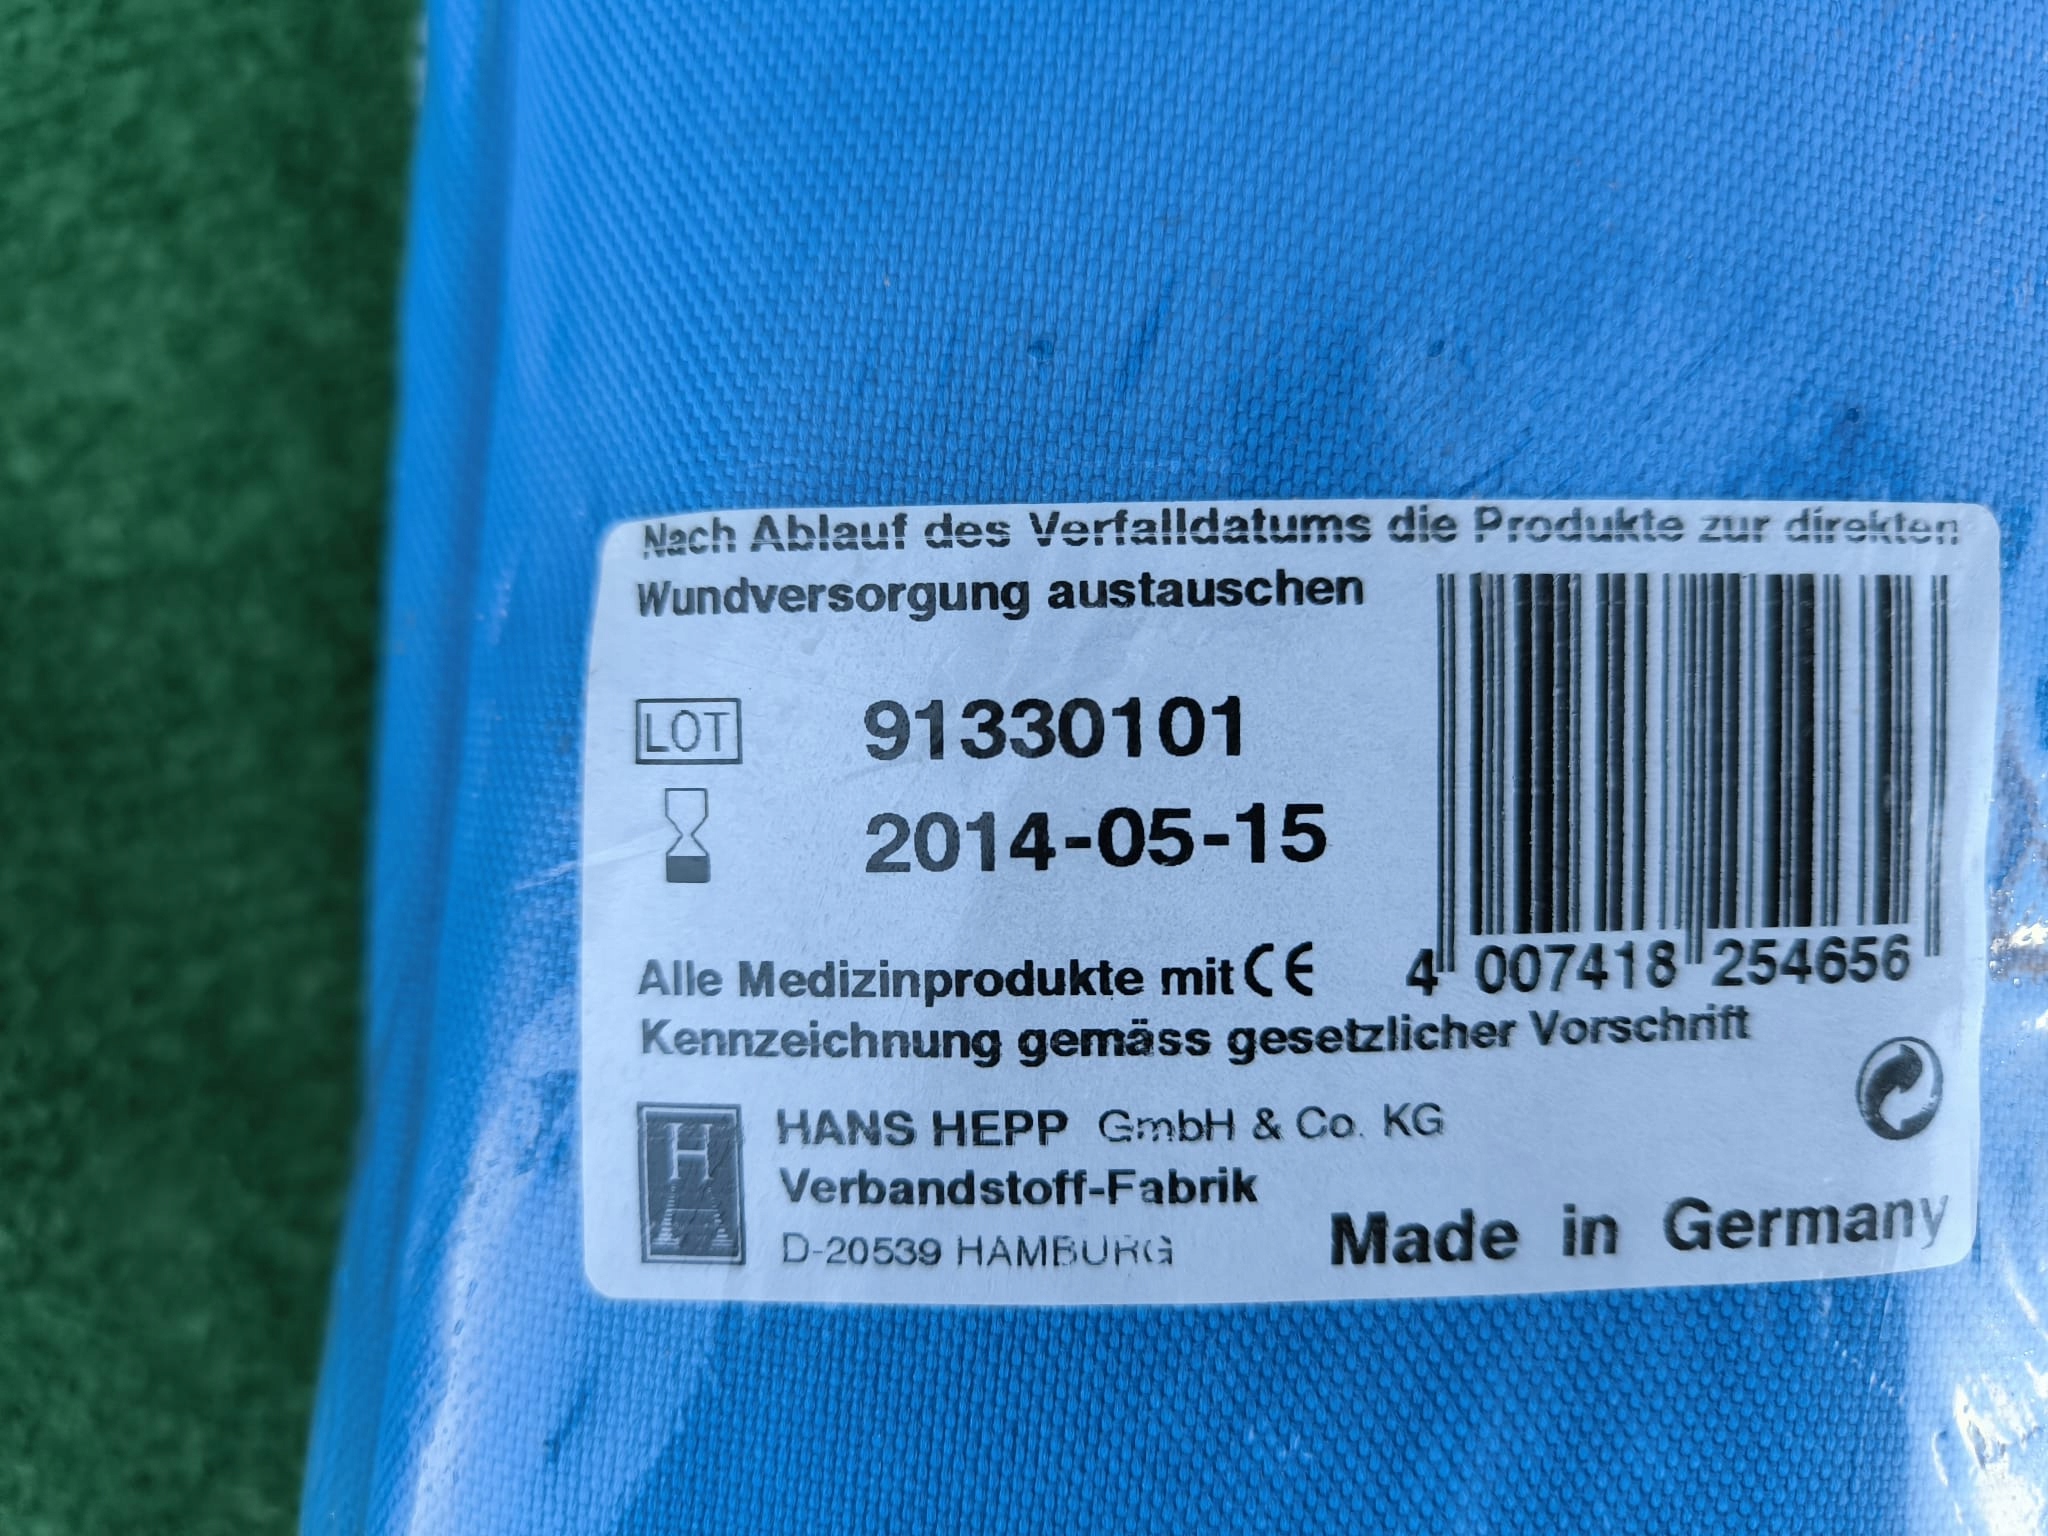 Nach Ablauf des Verfalldatums die Produkte zur direkten
Wundversorgung austauschen
LOT 91330101
2014-05-15
4 007418 254656
Alle Medizinprodukte mit CE
Kennzeichnung gemäss gesetzlicher Vorschrift
HA
HANS HEPP GmbH & Co. KG
Verbandstoff-Fabrik
D-20539 HAMBURG
Made in Germany